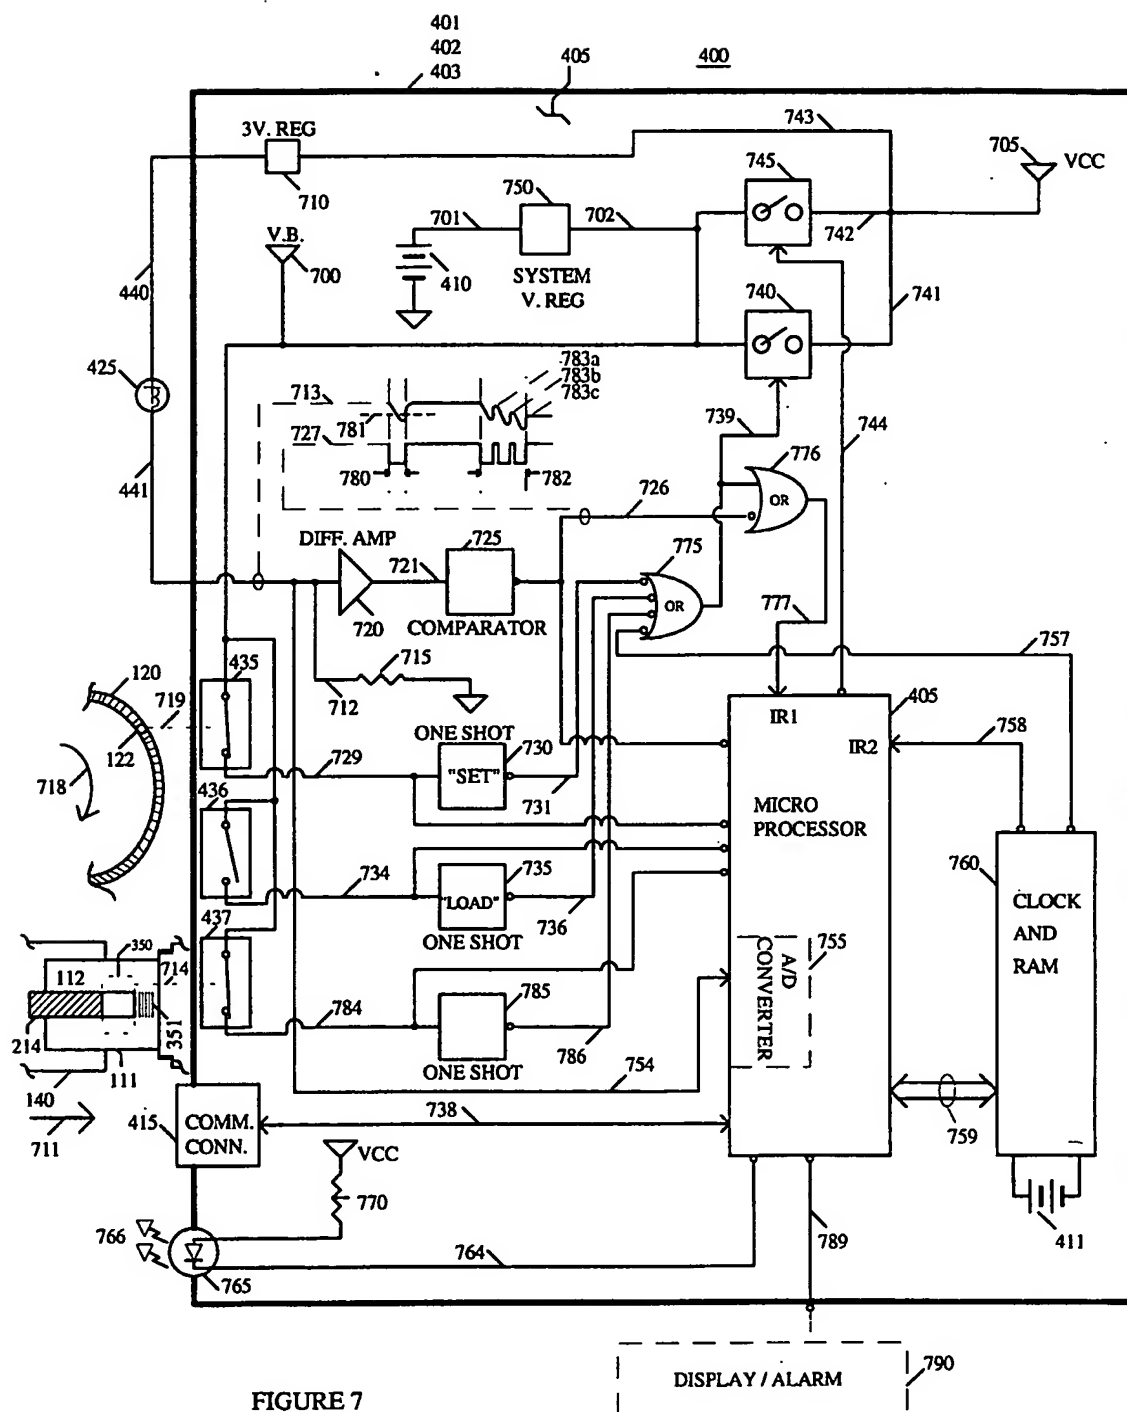 401
402
403
405
400
3V. REG
743
745
705
VCC
710
750
701
702
742
V.B.
700
410
SYSTEM
V. REG
740
741
440
425
713
783a
783b
783c
781
727
739
744
780
782
776
441
726
OR
DIFF. AMP
725
775
721
OR
777
720
COMPARATOR
757
715
120
435
719
712
405
IR1
122
ONE SHOT
730
758
IR2
729
"SET"
718
436
731
MICRO
PROCESSOR
735
760
CLOCK
AND
RAM
734
"LOAD"
736
437
ONE SHOT
350
714
755
A/D
CONVERTER
112
785
784
351
214
786
ONE SHOT
111
754
140
738
415
COMM.
CONN.
759
711
VCC
770
766
789
411
764
765
790
DISPLAY / ALARM
FIGURE 7